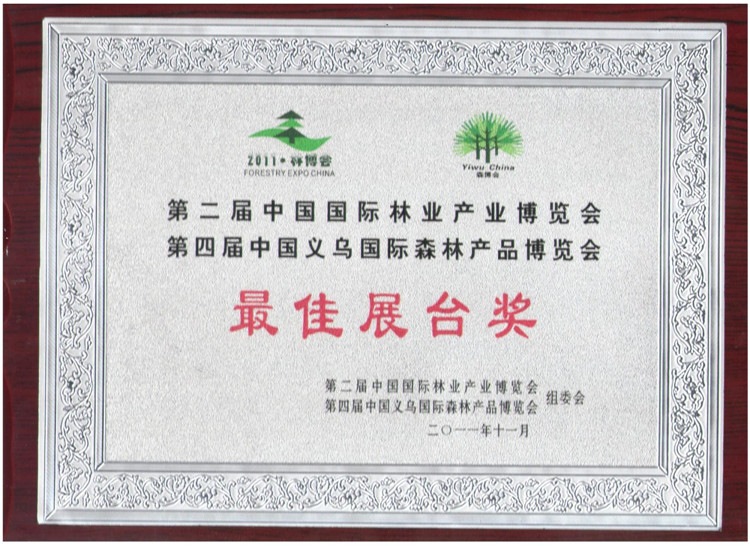 2011·森博会
FORESTRY EXPO CHINA
Yiwu China
森博会
第二届中国国际林业产业博览会
第四届中国义乌国际森林产品博览会
最佳展台奖
第二届中国国际林业产业博览会
第四届中国义乌国际森林产品博览会
组委会
二〇一一年十一月